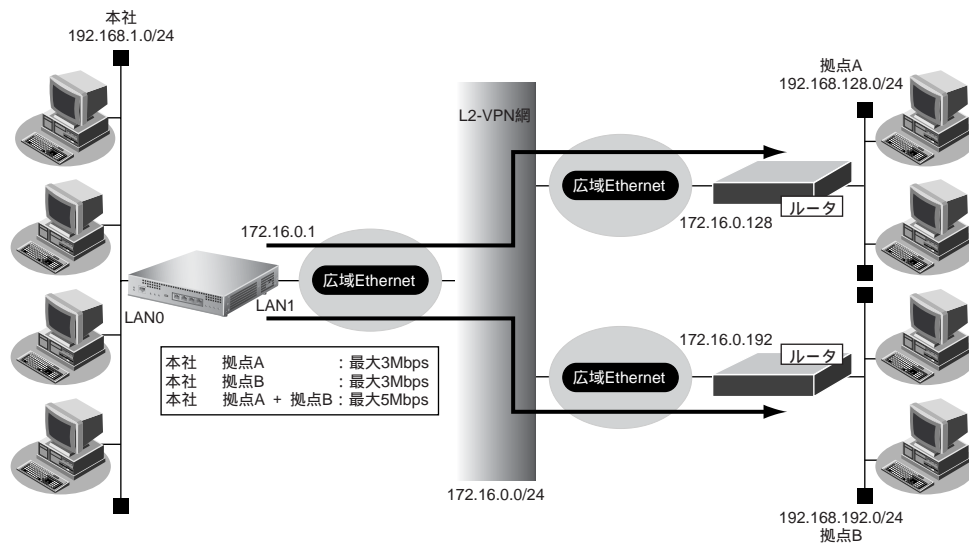 本社
192.168.1.0/24
拠点A
192.168.128.0/24
L2-VPN網
広域Ethernet
ルータ
172.16.0.128
172.16.0.1
広域Ethernet
LAN0
LAN1
172.16.0.192
ルータ
広域Ethernet
本社 拠点A :最大3Mbps
本社 拠点B :最大3Mbps
本社 拠点A + 拠点B:最大5Mbps
172.16.0.0/24
192.168.192.0/24
拠点B